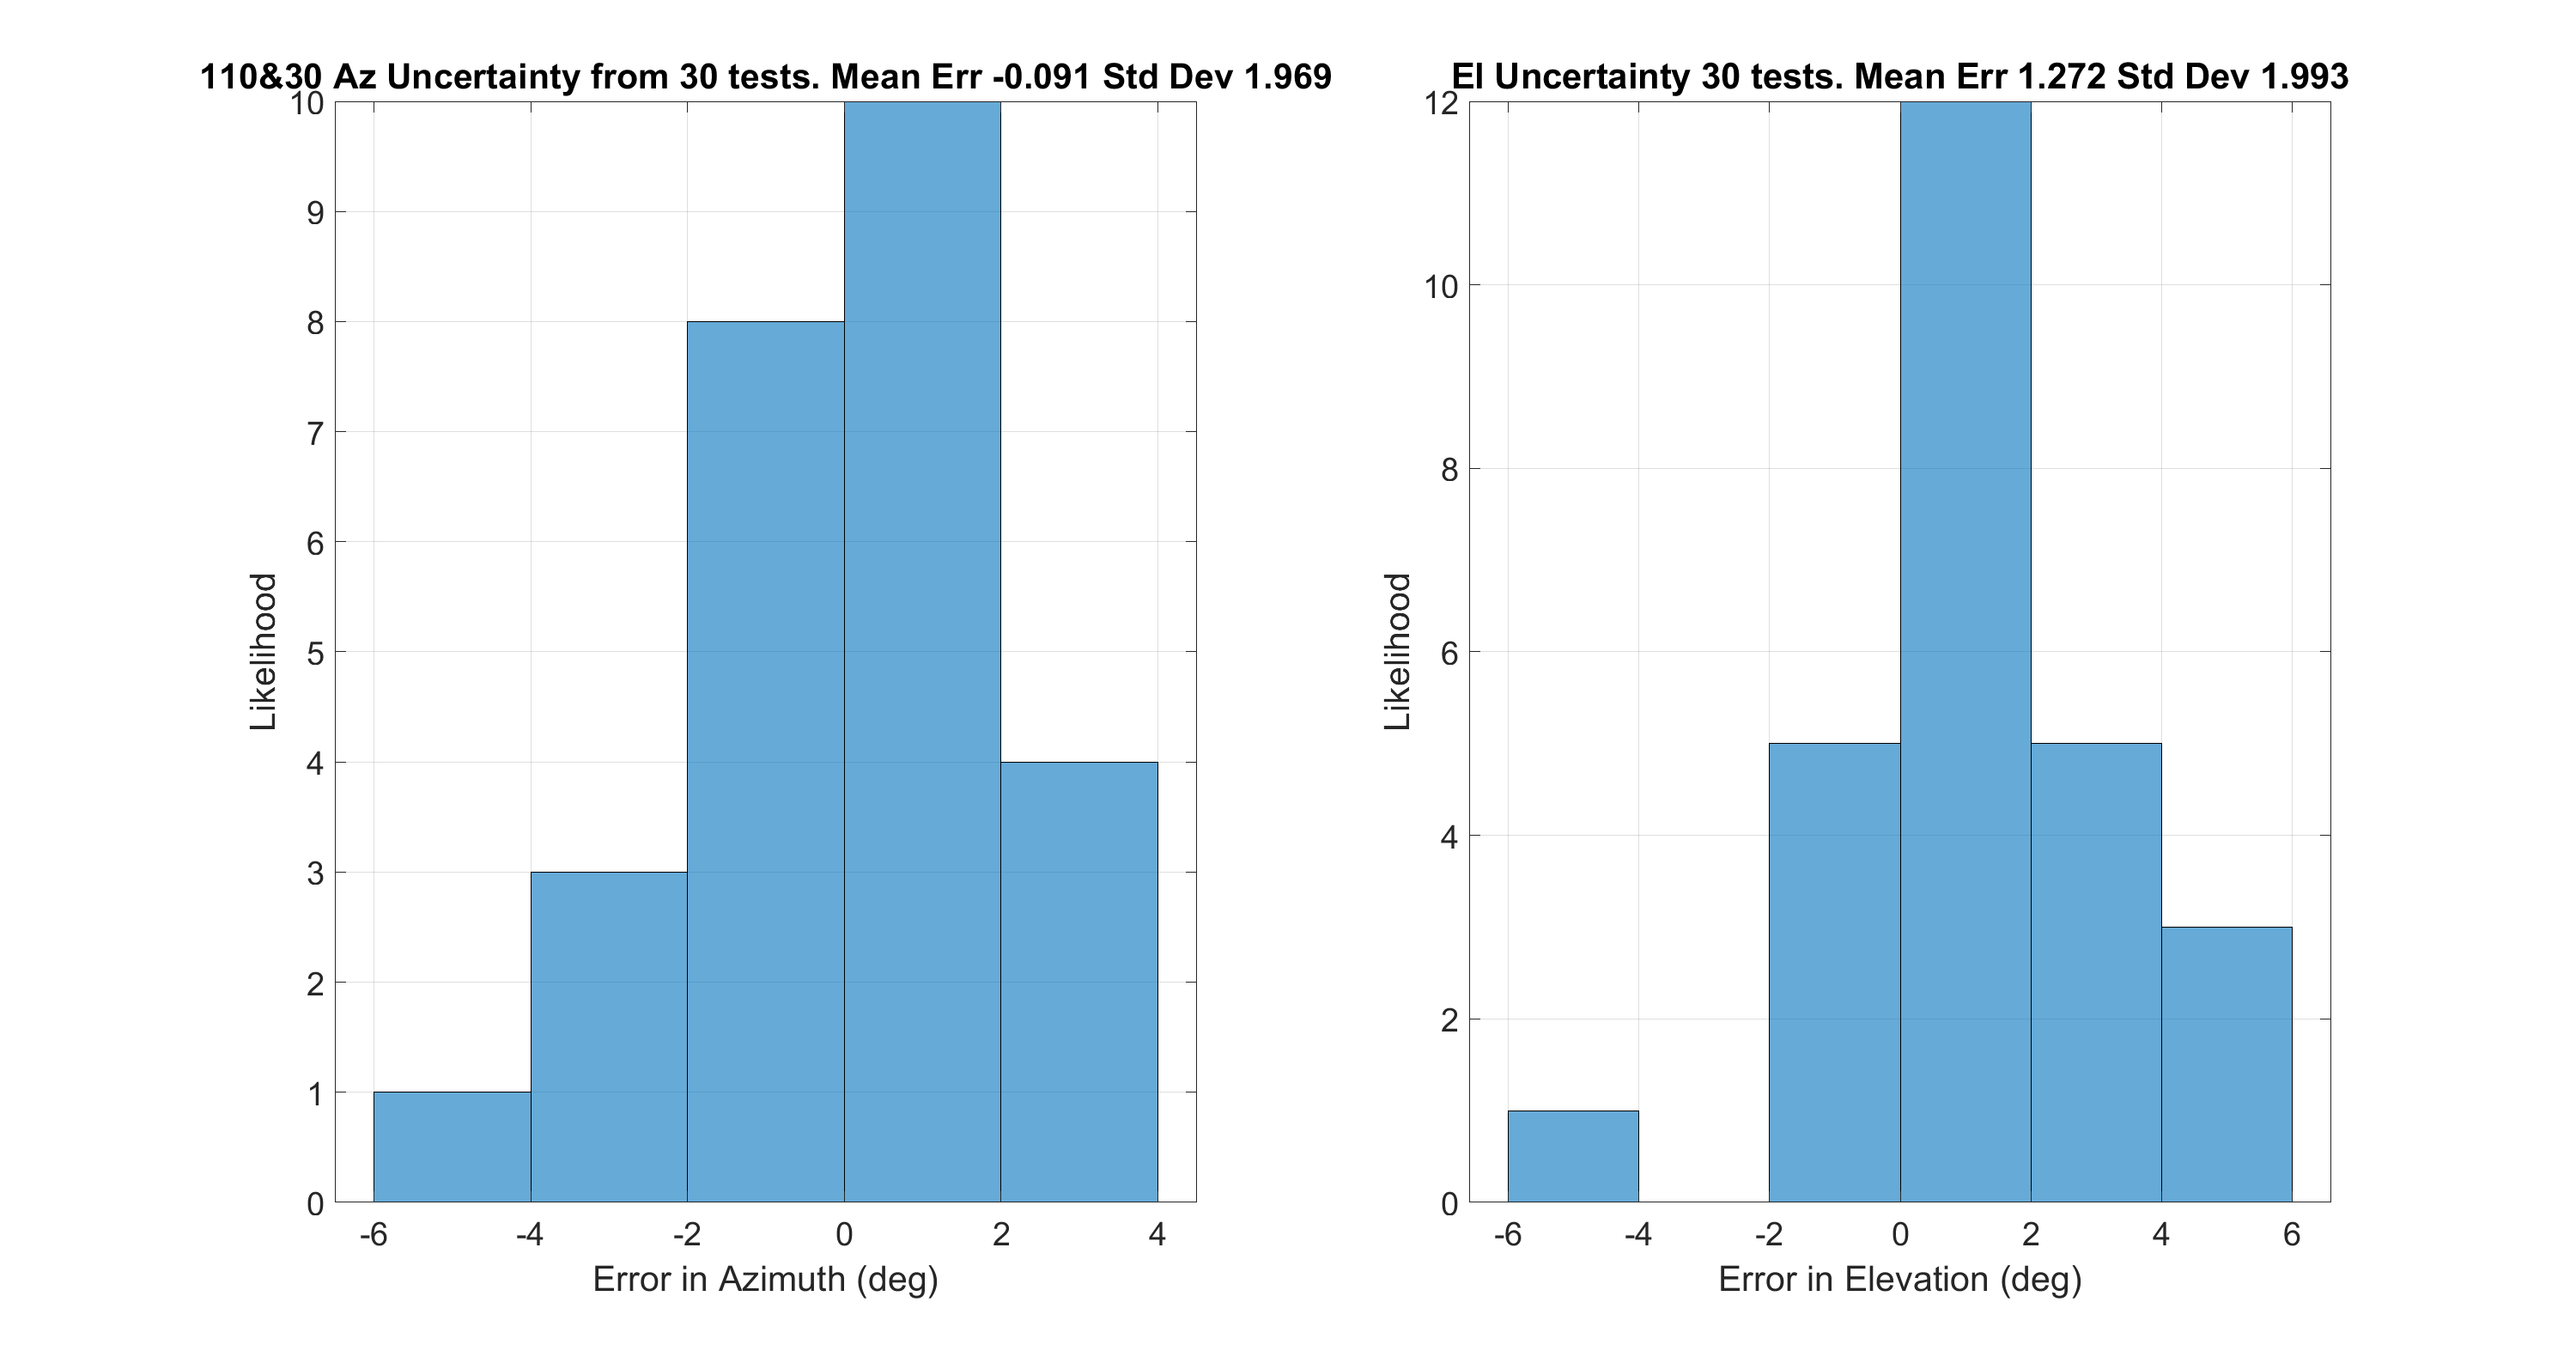 110&30 Az Uncertainty from 30 tests. Mean Err -0.091 Std Dev 1.969
10
9
8
7
6
5
4
3
2
1
0
Likelihood
-6 -4 -2 0 2 4
Error in Azimuth (deg)
El Uncertainty 30 tests. Mean Err 1.272 Std Dev 1.993
12
10
8
6
4
2
0
Likelihood
-6 -4 -2 0 2 4 6
Error in Elevation (deg)